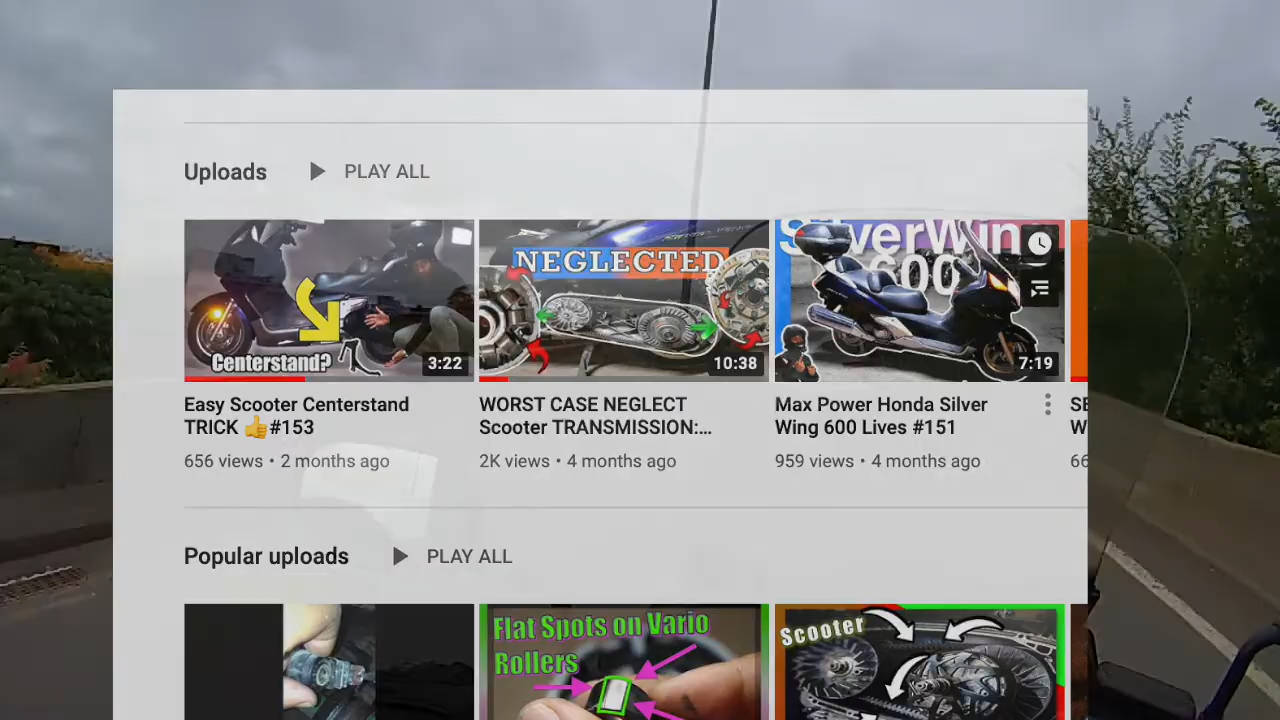 Uploads PLAY ALL
SilverWing
600
NEGLECTED
Centerstand?
3:22
10:38
7:19
Easy Scooter Centerstand
TRICK 👍#153
656 views • 2 months ago
WORST CASE NEGLECT
Scooter TRANSMISSION:...
2K views • 4 months ago
Max Power Honda Silver
Wing 600 Lives #151
959 views • 4 months ago
Popular uploads PLAY ALL
Flat Spots on Vario
Rollers
Scooter